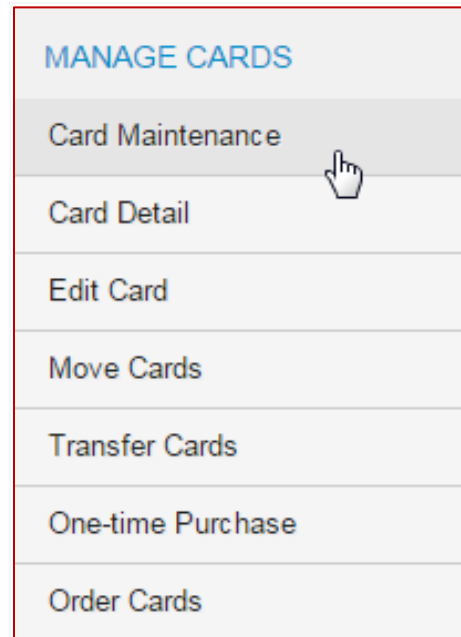 MANAGE CARDS
Card Maintenance
Card Detail
Edit Card
Move Cards
Transfer Cards
One-time Purchase
Order Cards